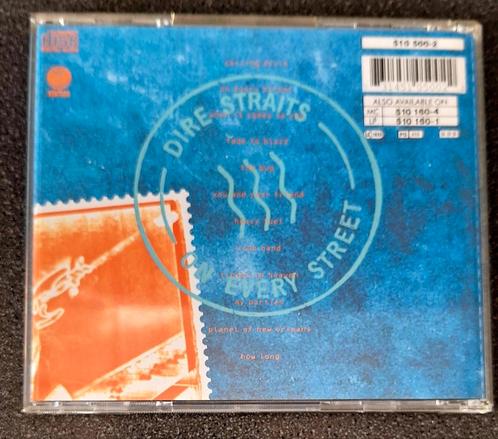 510 500-2
VERTIGO
calling elvis
on every street
when it comes to you
fade to black
the bug
you and your friend
heavy fuel
iron hand
ticket to heaven
my parties
planet of new orleans
how long
DIRE STRAITS
ON EVERY STREET
ALSO AVAILABLE ON
MC 510 160-4
LP 510 160-1